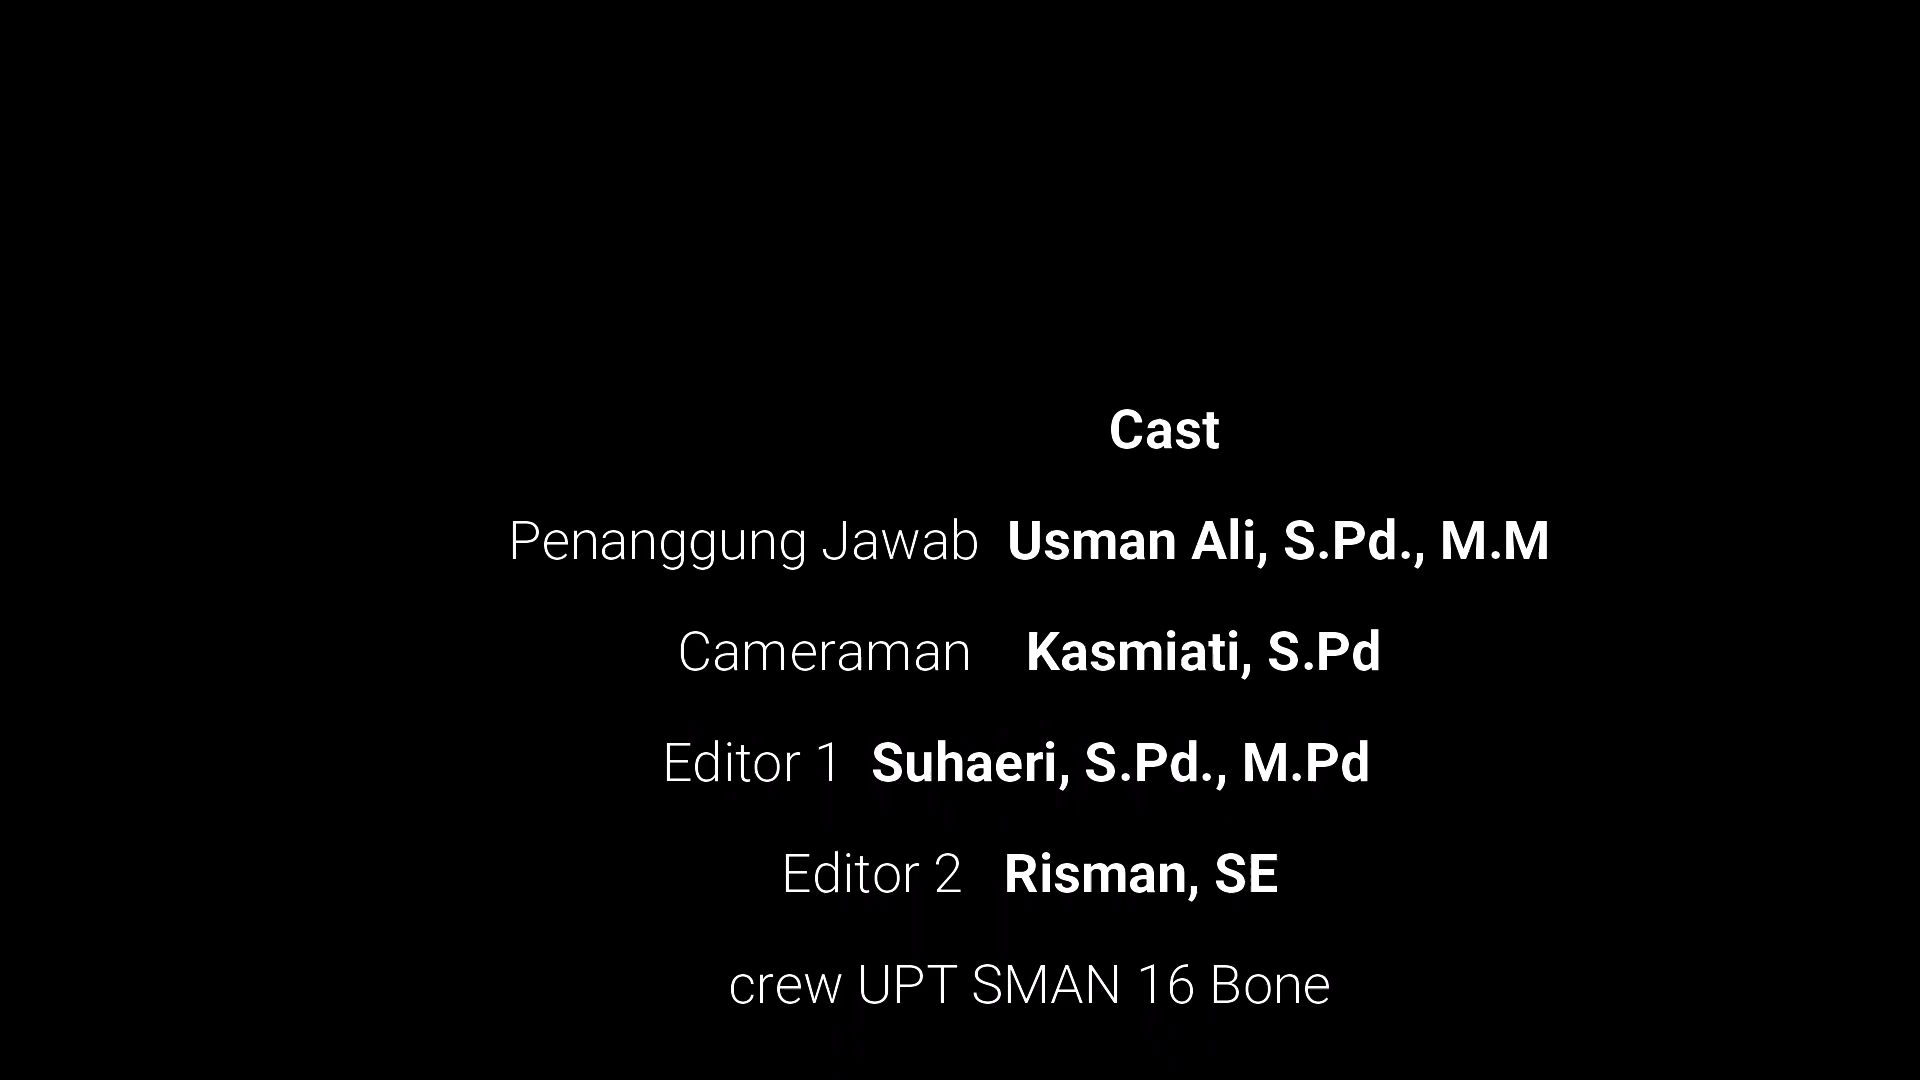 Cast
Penanggung Jawab Usman Ali, S.Pd., M.M
Cameraman Kasmiati, S.Pd
Editor 1 Suhaeri, S.Pd., M.Pd
Editor 2 Risman, SE
crew UPT SMAN 16 Bone